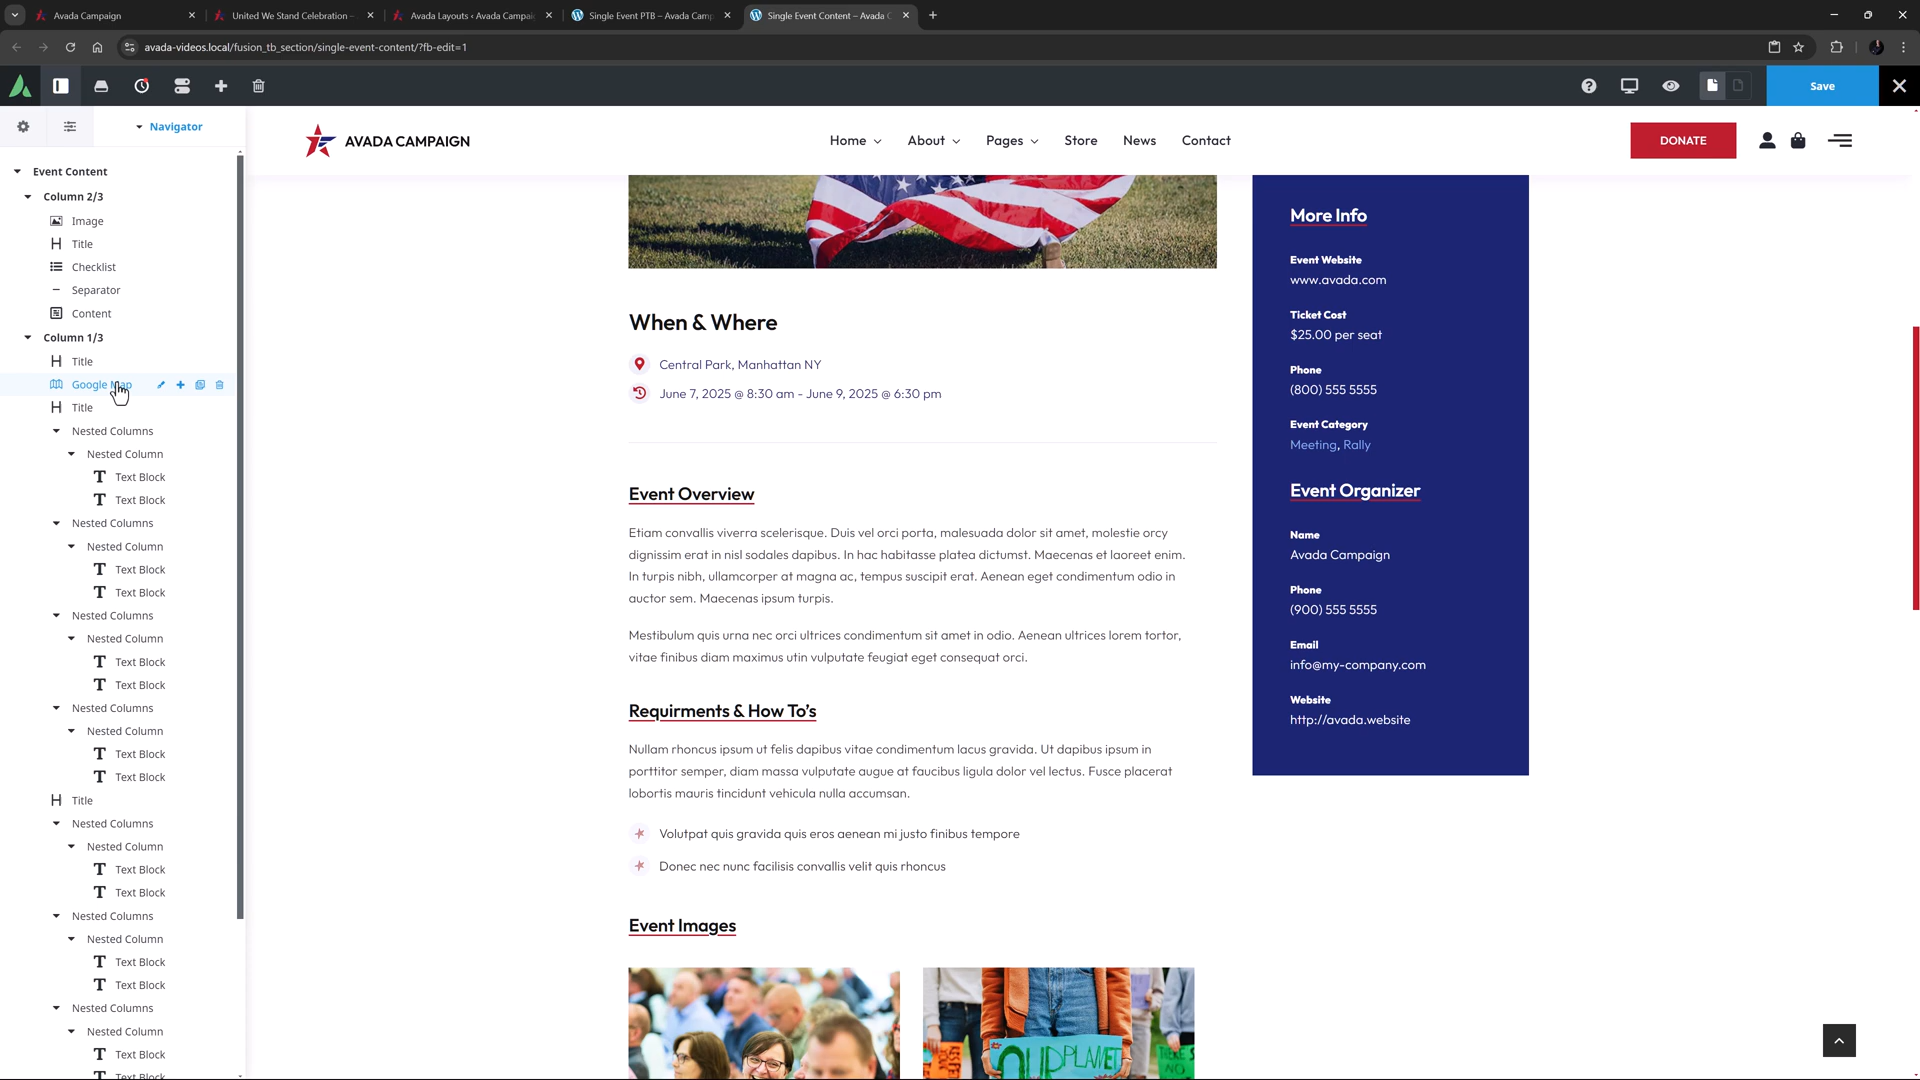 Avada Campaign
United We Stand Celebration –
Avada Layouts ‹ Avada Campai
Single Event PTB – Avada Camp
Single Event Content – Avada C
avada-videos.local/fusion_tb_section/single-event-content/?fb-edit=1
Save
Navigator
Event Content
Column 2/3
Image
Title
Checklist
Separator
Content
Column 1/3
Title
Google Map
Title
Nested Columns
Nested Column
Text Block
Text Block
Nested Columns
Nested Column
Text Block
Text Block
Nested Columns
Nested Column
Text Block
Text Block
Nested Columns
Nested Column
Text Block
Text Block
Title
Nested Columns
Nested Column
Text Block
Text Block
Nested Columns
Nested Column
Text Block
Text Block
Nested Columns
Nested Column
Text Block
Text Block
AVADA CAMPAIGN
Home
About
Pages
Store
News
Contact
DONATE
When & Where
Central Park, Manhattan NY
June 7, 2025 @ 8:30 am - June 9, 2025 @ 6:30 pm
Event Overview
Etiam convallis viverra scelerisque. Duis vel orci porta, malesuada dolor sit amet, molestie orcy
dignissim erat in nisl sodales dapibus. In hac habitasse platea dictumst. Maecenas et laoreet enim.
In turpis nibh, ullamcorper at magna ac, tempus suscipit erat. Aenean eget condimentum odio in
auctor sem. Maecenas ipsum turpis.
Mestibulum quis urna nec orci ultrices condimentum sit amet in odio. Aenean ultrices lorem tortor,
vitae finibus diam maximus utin vulputate feugiat eget consequat orci.
Requirments & How To's
Nullam rhoncus ipsum ut felis dapibus vitae condimentum lacus gravida. Ut dapibus ipsum in
porttitor semper, diam massa vulputate augue at faucibus ligula dolor vel lectus. Fusce placerat
lobortis mauris tincidunt vehicula nulla accumsan.
Volutpat quis gravida quis eros aenean mi justo finibus tempore
Donec nec nunc facilisis convallis velit quis rhoncus
Event Images
OUR PLANET
More Info
Event Website
www.avada.com
Ticket Cost
$25.00 per seat
Phone
(800) 555 5555
Event Category
Meeting, Rally
Event Organizer
Name
Avada Campaign
Phone
(900) 555 5555
Email
info@my-company.com
Website
http://avada.website